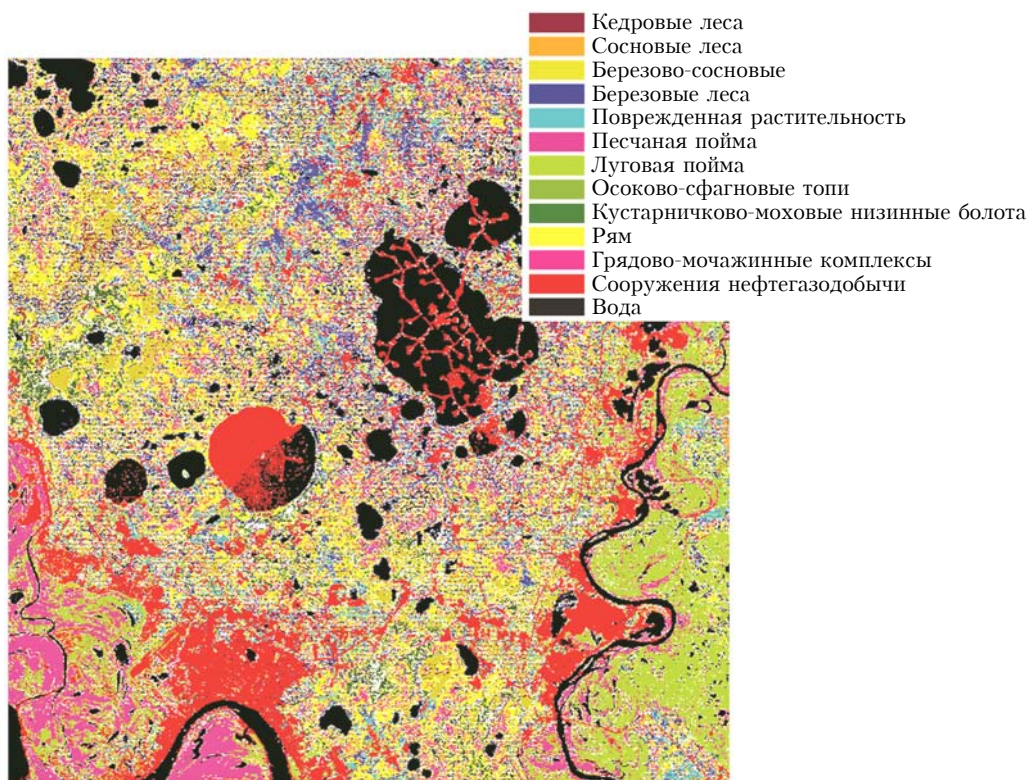 Кедровые леса
Сосновые леса
Березово-сосновые
Березовые леса
Поврежденная растительность
Песчаная пойма
Луговая пойма
Осоково-сфагновые топи
Кустарничково-моховые низинные болота
Рям
Грядово-мочажинные комплексы
Сооружения нефтегазодобычи
Вода